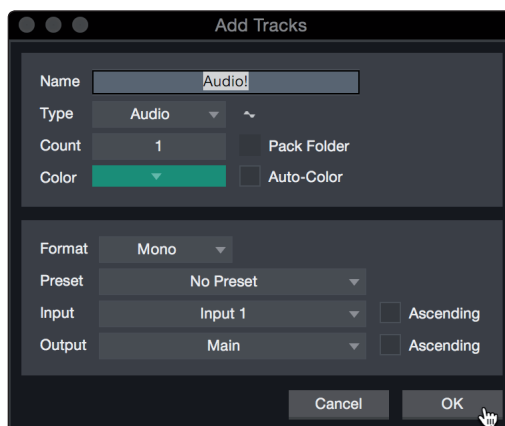 Add Tracks
Name Audio!
Type Audio
Count 1 Pack Folder
Color Auto-Color
Format Mono
Preset No Preset
Input Input 1 Ascending
Output Main Ascending
Cancel OK